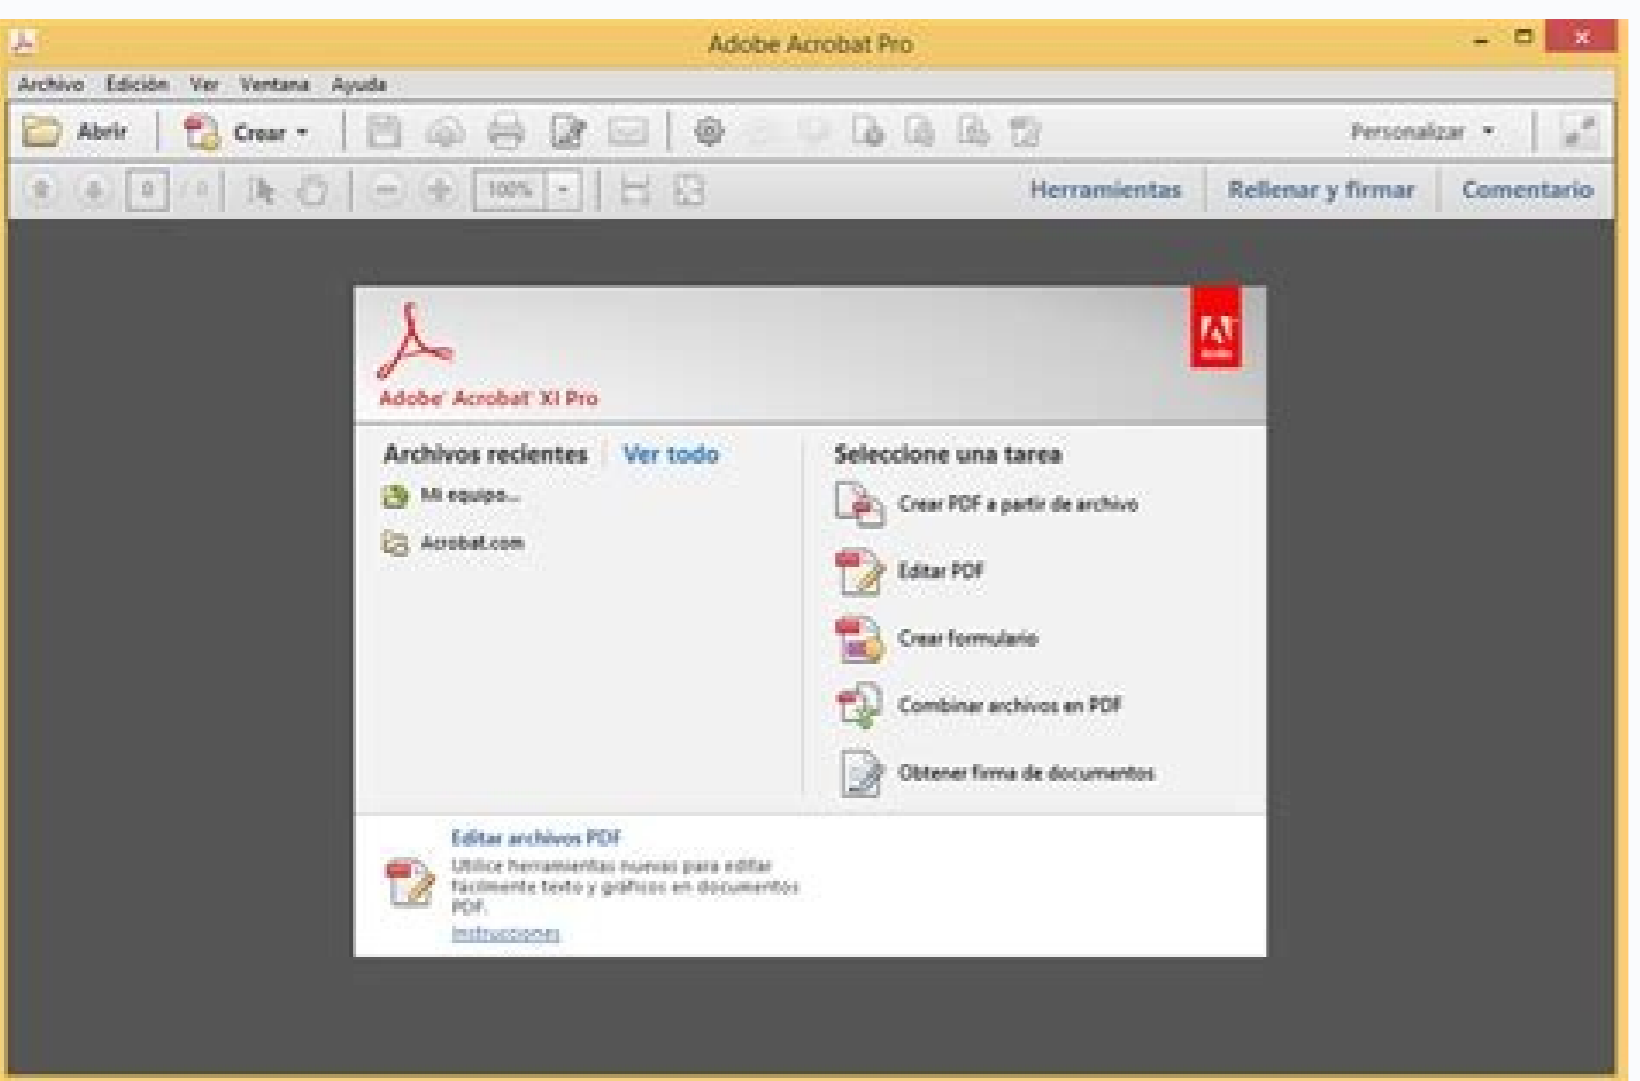 Adobe Acrobat Pro
Archivo Edición Ver Ventana Ayuda
Abrir Crear Personalizar
0 / 0 100% Herramientas Rellenar y firmar Comentario
Adobe® Acrobat® XI Pro
Adobe
Archivos recientes Ver todo
Mi equipo...
Acrobat.com
Seleccione una tarea
Crear PDF a partir de archivo
Editar PDF
Crear formulario
Combinar archivos en PDF
Obtener firma de documentos
Editar archivos PDF
Utilice herramientas nuevas para editar
fácilmente texto y gráficos en documentos
PDF.
Instrucciones